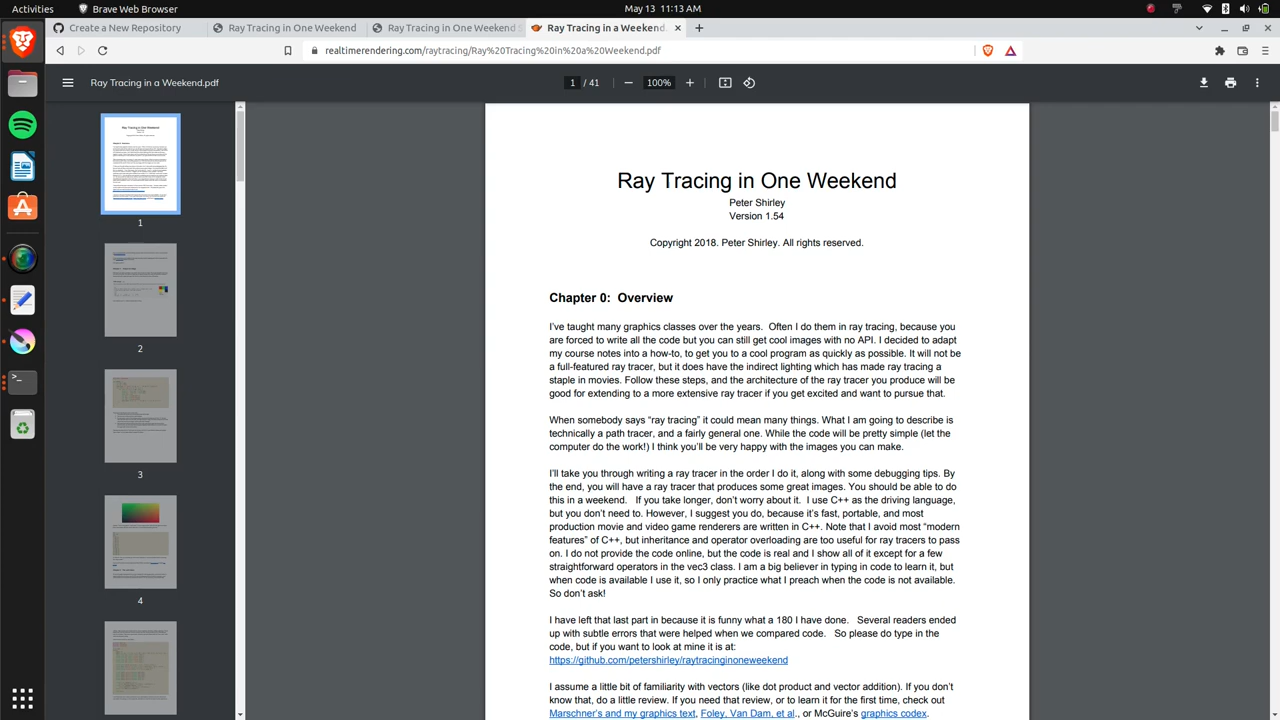 Activities
Brave Web Browser
May 13 11:13 AM
Create a New Repository
Ray Tracing in One Weekend
Ray Tracing in One Weekend S
Ray Tracing in a Weekend.
realtimerendering.com/raytracing/Ray%20Tracing%20in%20a%20Weekend.pdf
Ray Tracing in a Weekend.pdf
1 / 41
100%
1
2
3
4
Ray Tracing in One Weekend
Peter Shirley
Version 1.54
Copyright 2018. Peter Shirley. All rights reserved.
Chapter 0: Overview
I've taught many graphics classes over the years. Often I do them in ray tracing, because you
are forced to write all the code but you can still get cool images with no API. I decided to adapt
my course notes into a how-to, to get you to a cool program as quickly as possible. It will not be
a full-featured ray tracer, but it does have the indirect lighting which has made ray tracing a
staple in movies. Follow these steps, and the architecture of the ray tracer you produce will be
good for extending to a more extensive ray tracer if you get excited and want to pursue that.
When somebody says “ray tracing” it could mean many things. What I am going to describe is
technically a path tracer, and a fairly general one. While the code will be pretty simple (let the
computer do the work!) I think you'll be very happy with the images you can make.
I'll take you through writing a ray tracer in the order I do it, along with some debugging tips. By
the end, you will have a ray tracer that produces some great images. You should be able to do
this in a weekend. If you take longer, don't worry about it. I use C++ as the driving language,
but you don't need to. However, I suggest you do, because it's fast, portable, and most
production movie and video game renderers are written in C++. Note that I avoid most “modern
features” of C++, but inheritance and operator overloading are too useful for ray tracers to pass
on. I do not provide the code online, but the code is real and I show all of it except for a few
straightforward operators in the vec3 class. I am a big believer in typing in code to learn it, but
when code is available I use it, so I only practice what I preach when the code is not available.
So don't ask!
I have left that last part in because it is funny what a 180 I have done. Several readers ended
up with subtle errors that were helped when we compared code. So please do type in the
code, but if you want to look at mine it is at:
https://github.com/petershirley/raytracinginoneweekend
I assume a little bit of familiarity with vectors (like dot product and vector addition). If you don't
know that, do a little review. If you need that review, or to learn it for the first time, check out
Marschner's and my graphics text, Foley, Van Dam, et al., or McGuire's graphics codex.